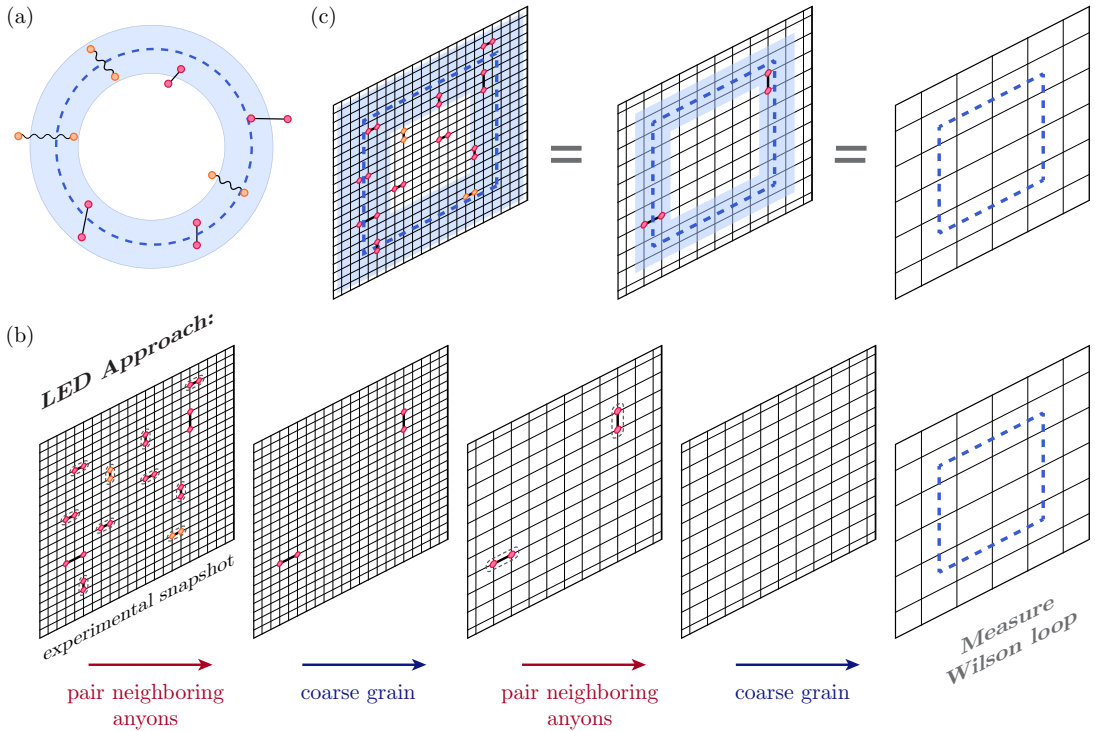 (a)
(c)
=
=
(b)
LED Approach:
experimental snapshot
Measure
Wilson loop
pair neighboring
anyons
coarse grain
pair neighboring
anyons
coarse grain